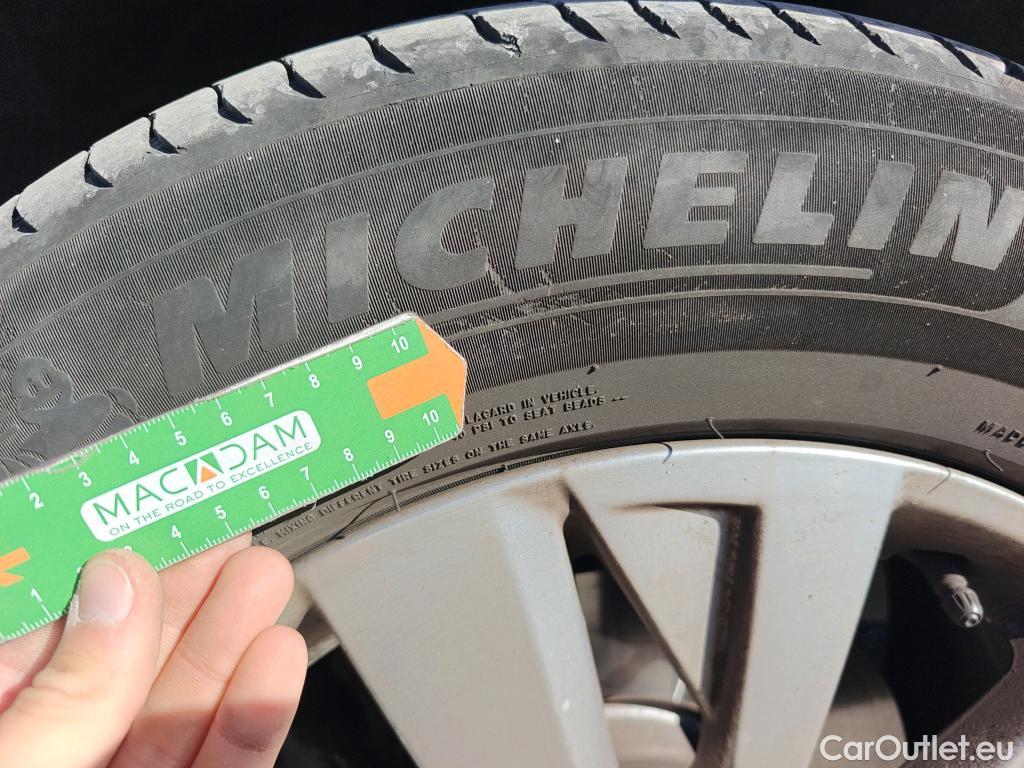 MICHELIN
2 3 4 5 6 7 8 9 10
MACADAM
ON THE ROAD TO EXCELLENCE
1 2 3 4 5 6 7 8 9 10
PLACARD IN VEHICLE.
PSI TO SEAT BEADS --
MIXING DIFFERENT TIRE SIZES ON THE SAME AXLE.
CarOutlet.eu